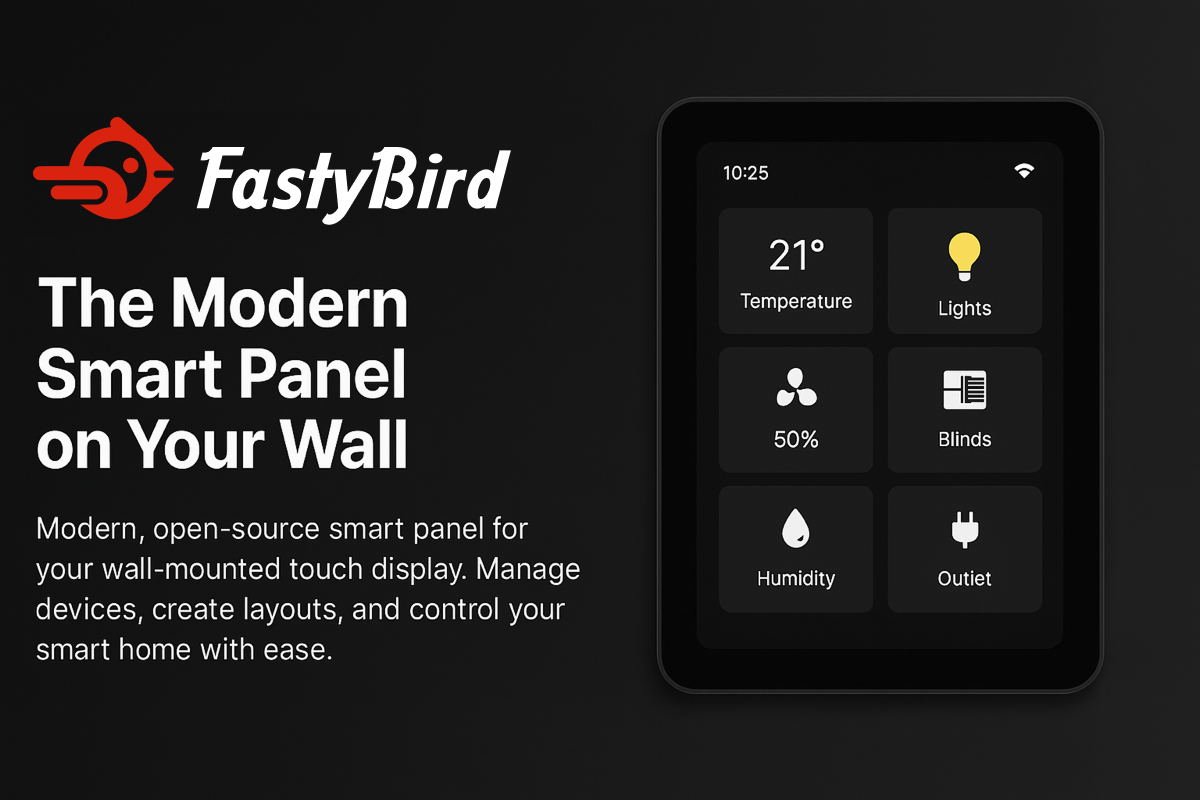 FastyBird
The Modern
Smart Panel
on Your Wall
Modern, open-source smart panel for
your wall-mounted touch display. Manage
devices, create layouts, and control your
smart home with ease.
10:25
21°
Temperature
Lights
50%
Blinds
Humidity
Outiet